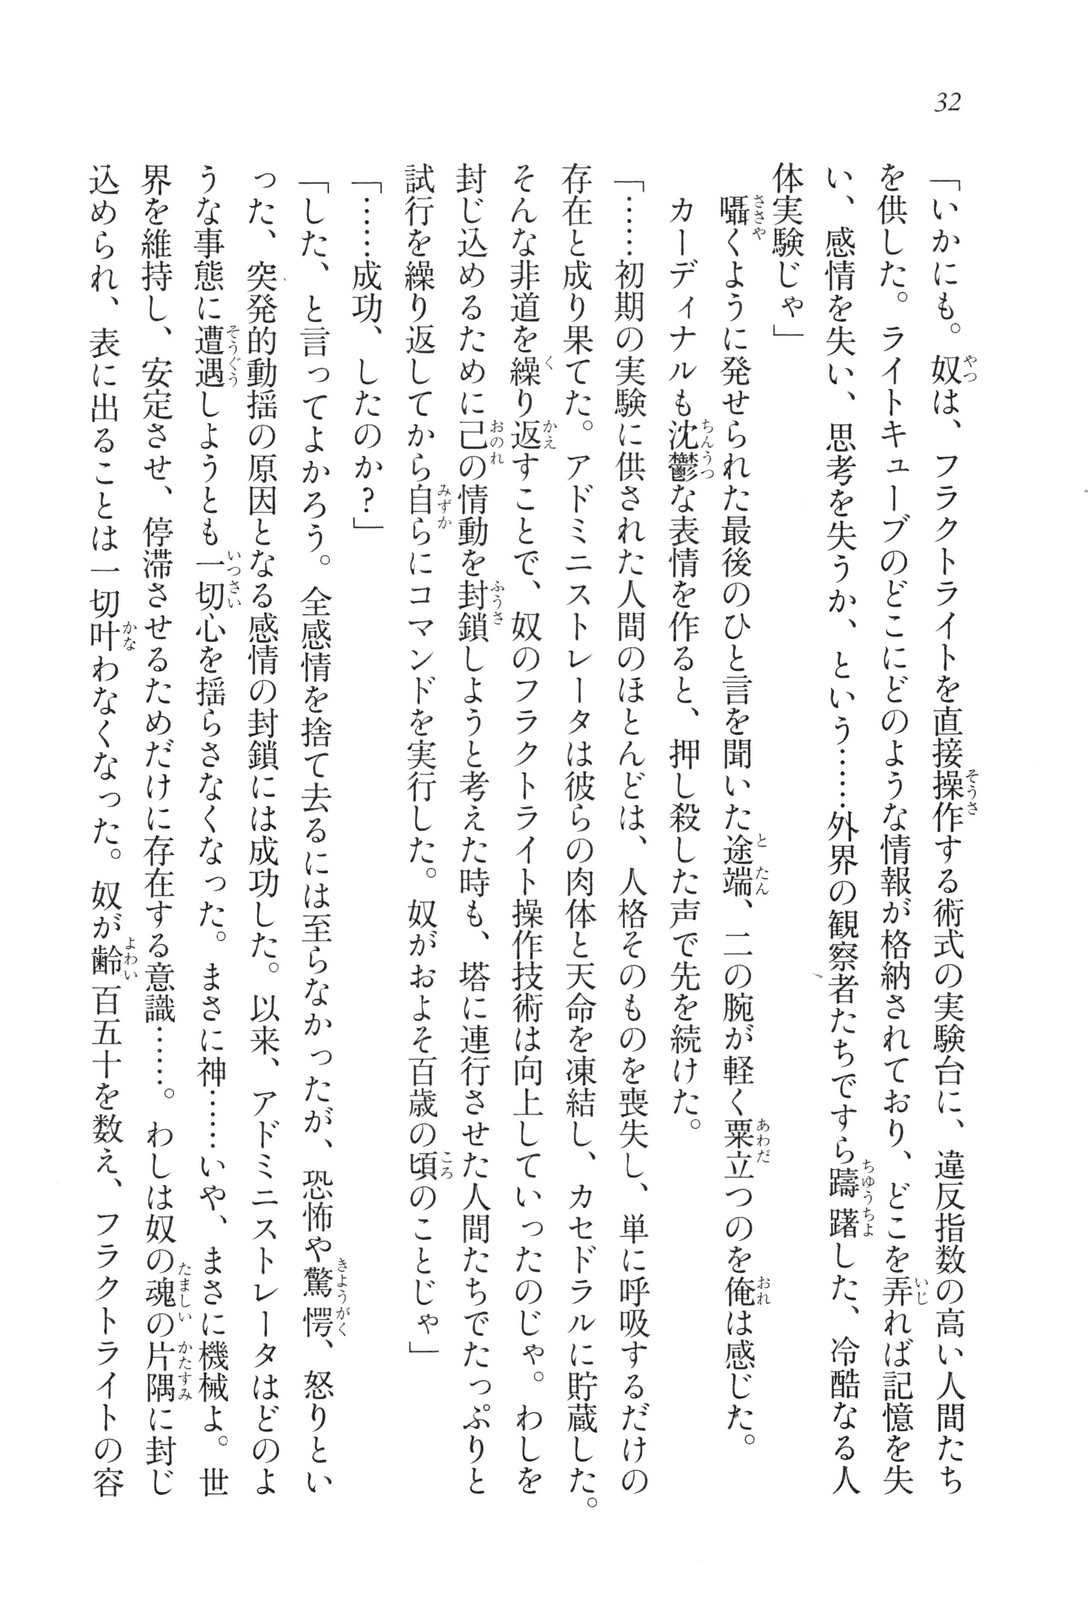 32
「いかにも。奴は、フラクトライトを直接操作する術式の実験台に、違反指数の高い人間たち
を供した。ライトキューブのどこにどのような情報が格納されており、どこを弄れば記憶を失
い、感情を失い、思考を失うか、という……外界の観察者たちですら躊躇した、冷酷なる人
体実験じゃ」
　囁くように発せられた最後のひと言を聞いた途端、二の腕が軽く粟立つのを俺は感じた。
　カーディナルも沈鬱な表情を作ると、押し殺した声で先を続けた。
「……初期の実験に供された人間のほとんどは、人格そのものを喪失し、単に呼吸するだけの
存在と成り果てた。アドミニストレータは彼らの肉体と天命を凍結し、カセドラルに貯蔵した。
そんな非道を繰り返すことで、奴のフラクトライト操作技術は向上していったのじゃ。わしを
封じ込めるために己の情動を封鎖しようと考えた時も、塔に連行させた人間たちでたっぷりと
試行を繰り返してから自らにコマンドを実行した。奴がおよそ百歳の頃のことじゃ」
「……成功、したのか？」
「した、と言ってよかろう。全感情を捨て去るには至らなかったが、恐怖や驚愕、怒りとい
った、突発的動揺の原因となる感情の封鎖には成功した。以来、アドミニストレータはどのよ
うな事態に遭遇しようとも一切心を揺らさなくなった。まさに神……いや、まさに機械よ。世
界を維持し、安定させ、停滞させるためだけに存在する意識……。わしは奴の魂の片隅に封じ
込められ、表に出ることは一切叶わなくなった。奴が齢百五十を数え、フラクトライトの容